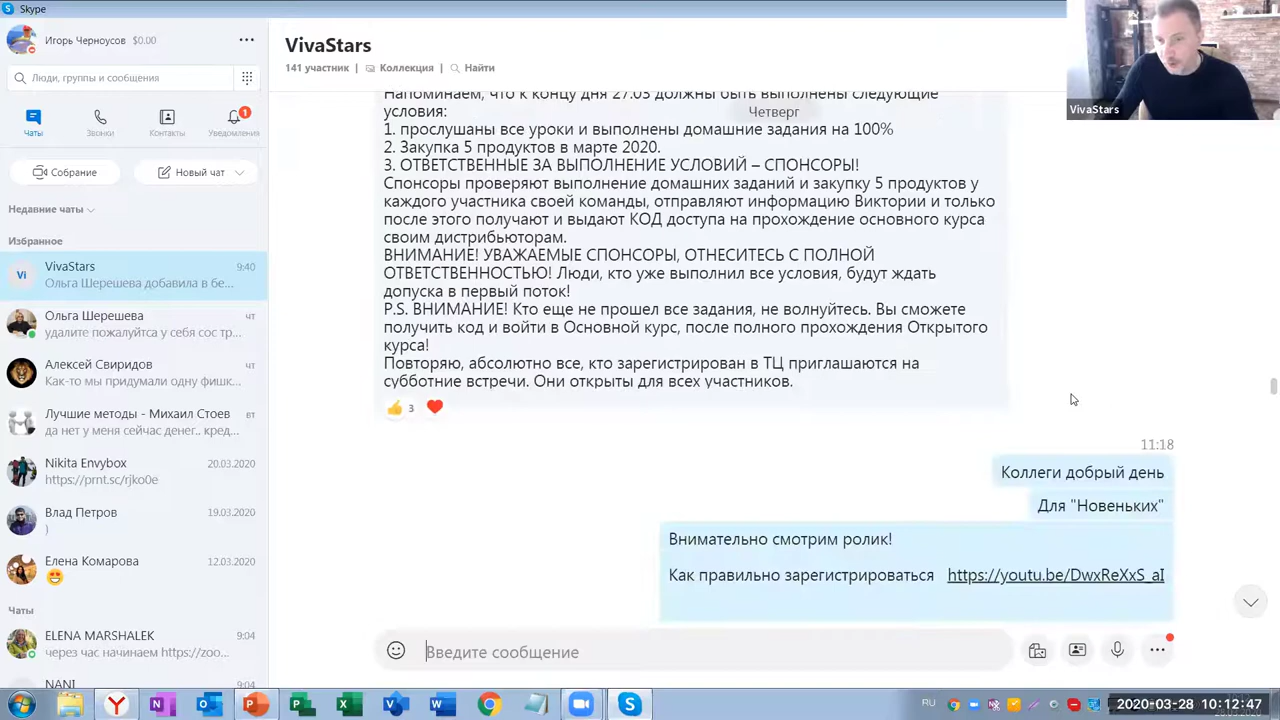 Skype
Игорь Черноусов $0.00
Люди, группы и сообщения
Чаты
Звонки
Контакты
1
Уведомления
Собрание
Новый чат
Недавние чаты
Избранное
Vi
VivaStars
9:40
Ольга Шерешева добавила в бе...
Ольга Шерешева
чт
удалите пожалуйтса у себя сос тр...
Алексей Свиридов
чт
Как-то мы придумали одну фишк...
Лучшие методы - Михаил Стоев
вт
да нет у меня сейчас денег.. кред...
Nikita Envybox
20.03.2020
https://prnt.sc/rjko0e
Влад Петров
19.03.2020
)
Елена Комарова
12.03.2020
Чаты
ELENA MARSHALEK
9:04
через час начинаем https://zoo...
NANI
9:04
VivaStars
141 участник | Коллекция | Найти
Напоминаем, что к концу дня 27.03 должны быть выполнены следующие
условия:
Четверг
1. прослушаны все уроки и выполнены домашние задания на 100%
2. Закупка 5 продуктов в марте 2020.
3. ОТВЕТСТВЕННЫЕ ЗА ВЫПОЛНЕНИЕ УСЛОВИЙ – СПОНСОРЫ!
Спонсоры проверяют выполнение домашних заданий и закупку 5 продуктов у
каждого участника своей команды, отправляют информацию Виктории и только
после этого получают и выдают КОД доступа на прохождение основного курса
своим дистрибьюторам.
ВНИМАНИЕ! УВАЖАЕМЫЕ СПОНСОРЫ, ОТНЕСИТЕСЬ С ПОЛНОЙ
ОТВЕТСТВЕННОСТЬЮ! Люди, кто уже выполнил все условия, будут ждать
допуска в первый поток!
P.S. ВНИМАНИЕ! Кто еще не прошел все задания, не волнуйтесь. Вы сможете
получить код и войти в Основной курс, после полного прохождения Открытого
курса!
Повторяю, абсолютно все, кто зарегистрирован в ТЦ приглашаются на
субботние встречи. Они открыты для всех участников.
3
11:18
Коллеги добрый день
Для "Новеньких"
Внимательно смотрим ролик!
Как правильно зарегистрироваться https://youtu.be/DwxReXxS_aI
Введите сообщение
VivaStars
RU
2020-03-28 10:12:47